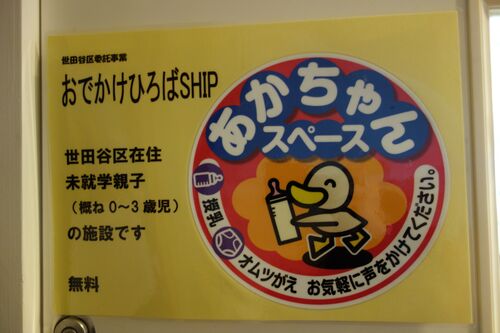 世田谷区委託事業
おでかけひろばSHIP
世田谷区在住
未就学親子
（概ね０～３歳児）
の施設です
無料
あかちゃん
スペース
授乳
オムツがえ
お気軽に声をかけてください。